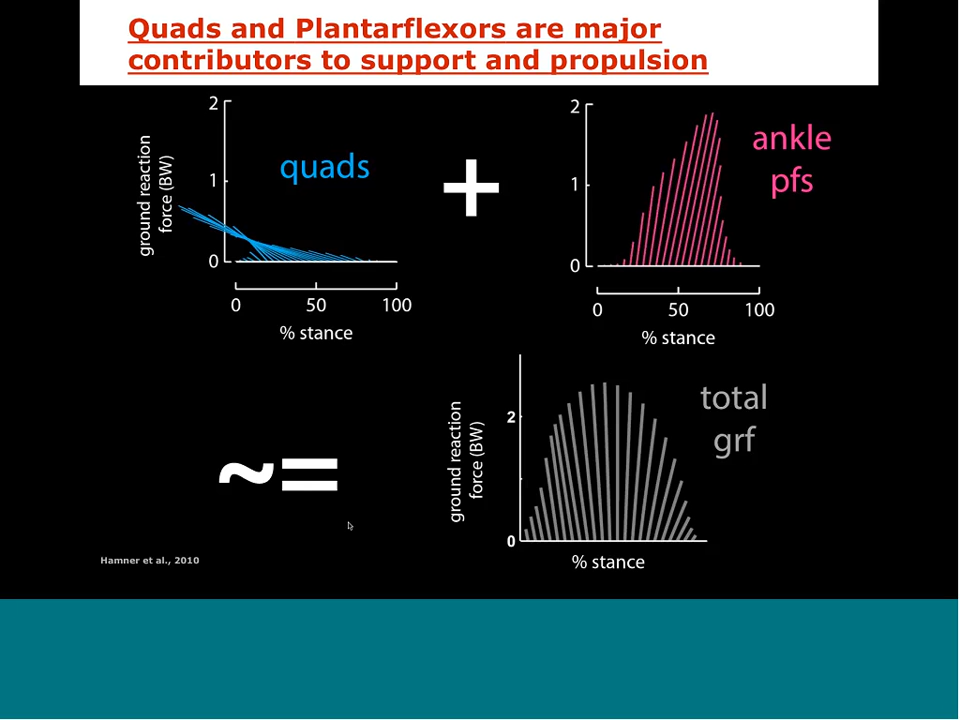 Quads and Plantarflexors are major
contributors to support and propulsion
2
1
0
ground reaction
force (BW)
quads
0 50 100
% stance
+
2
1
0
ankle
pfs
0 50 100
% stance
~=
ground reaction
force (BW)
2
0
total
grf
% stance
Hamner et al., 2010